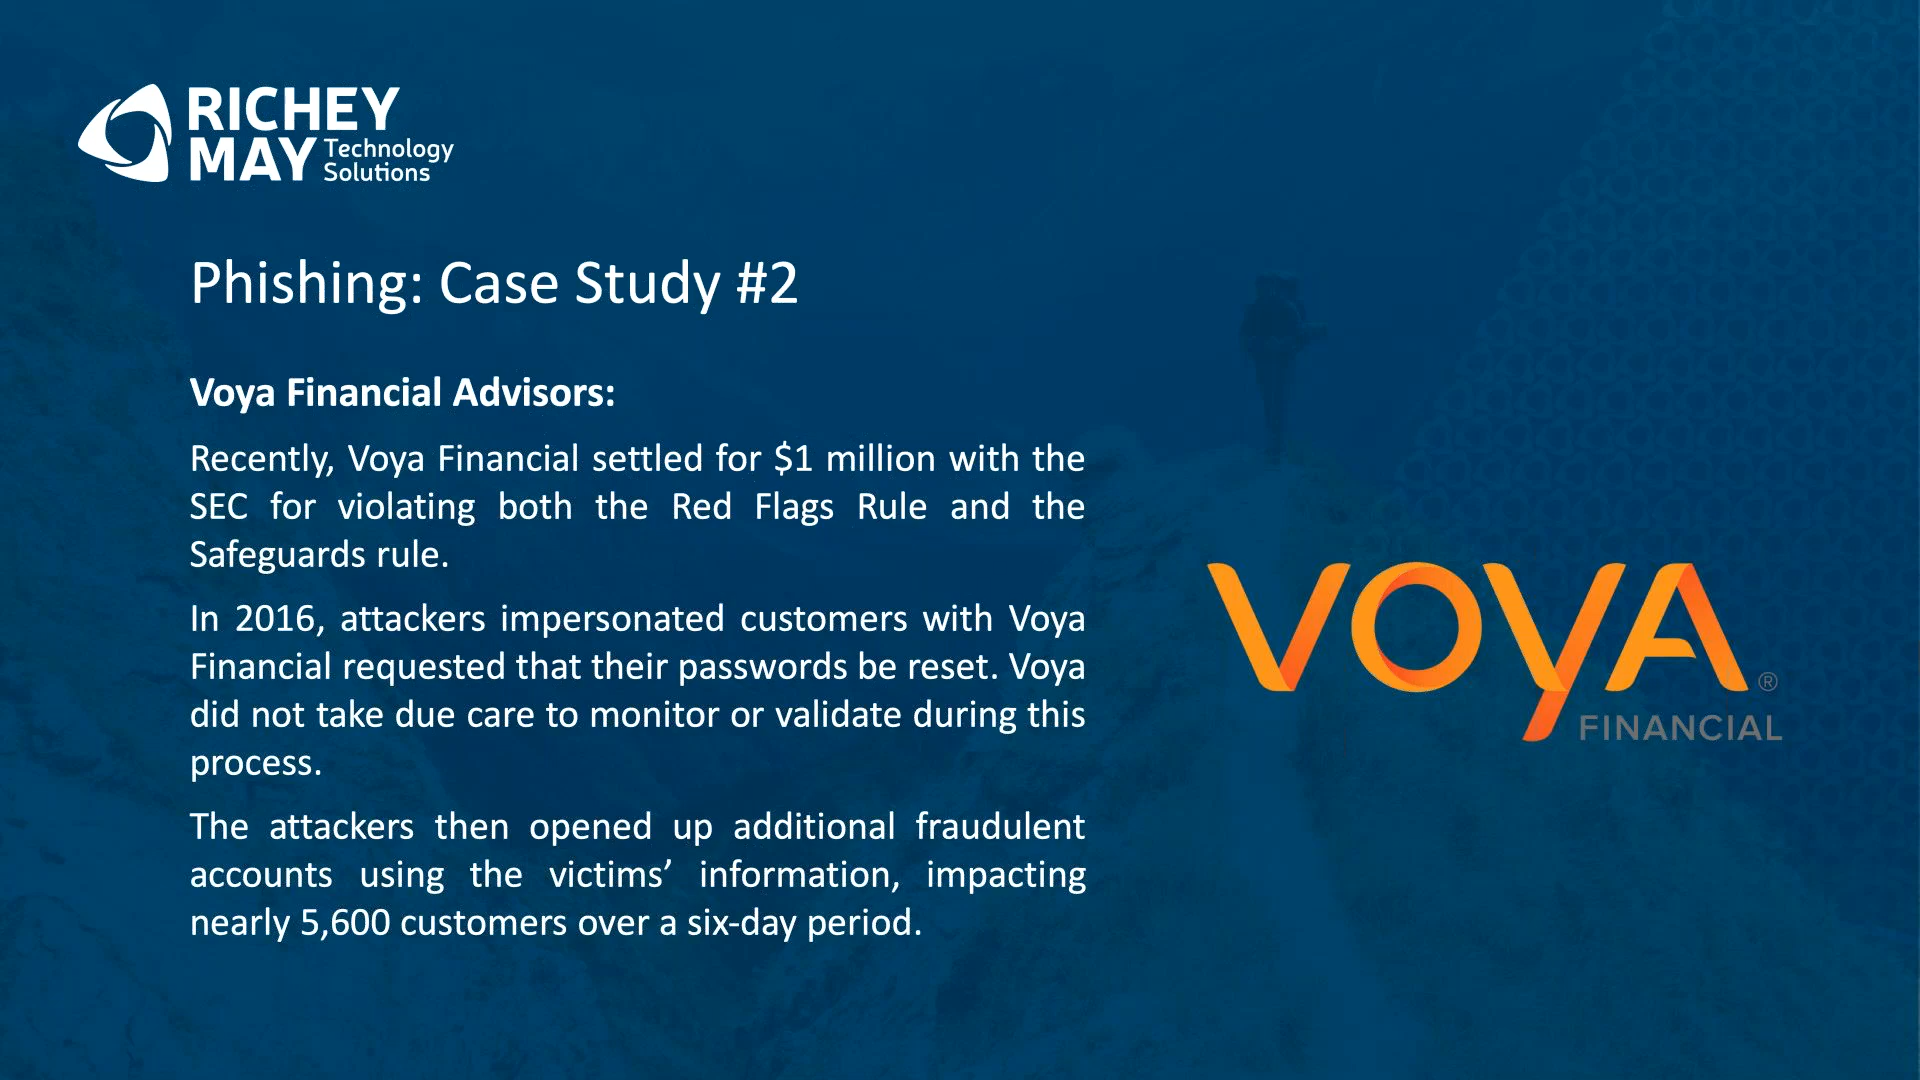 RICHEY
MAY Technology
Solutions
Phishing: Case Study #2
Voya Financial Advisors:
Recently, Voya Financial settled for $1 million with the
SEC for violating both the Red Flags Rule and the
Safeguards rule.
In 2016, attackers impersonated customers with Voya
Financial requested that their passwords be reset. Voya
did not take due care to monitor or validate during this
process.
The attackers then opened up additional fraudulent
accounts using the victims’ information, impacting
nearly 5,600 customers over a six-day period.
VOYA®
FINANCIAL